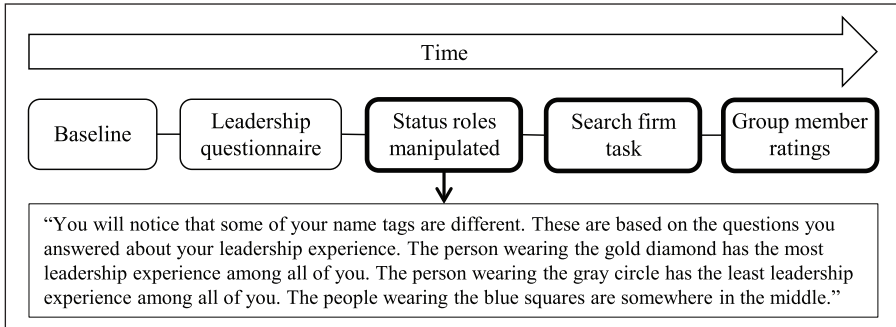 Time
Baseline
Leadership
questionnaire
Status roles
manipulated
Search firm
task
Group member
ratings
“You will notice that some of your name tags are different. These are based on the questions you
answered about your leadership experience. The person wearing the gold diamond has the most
leadership experience among all of you. The person wearing the gray circle has the least leadership
experience among all of you. The people wearing the blue squares are somewhere in the middle.”